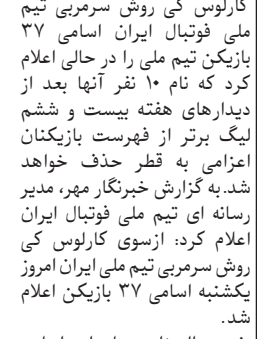 کارلوس کی روش سرمربی تیم
ملی فوتبال ایران اسامی ۳۷
بازیکن تیم ملی را در حالی اعلام
کرد که نام ۱۰ نفر آنها بعد از
دیدارهای هفته بیست و ششم
لیگ برتر از فهرست بازیکنان
اعزامی به قطر حذف خواهد
شد.به گزارش خبرنگار مهر، مدیر
رسانه ای تیم ملی فوتبال ایران
اعلام کرد: ازسوی کارلوس کی
روش سرمربی تیم ملی ایران امروز
یکشنبه اسامی ۳۷ بازیکن اعلام
شد.